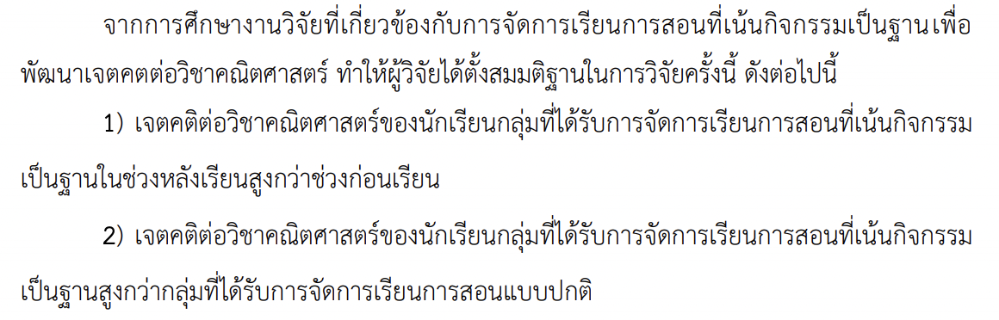 จากการศึกษางานวิจัยที่เกี่ยวข้องกับการจัดการเรียนการสอนที่เน้นกิจกรรมเป็นฐาน เพื่อ
พัฒนาเจตคตต่อวิชาคณิตศาสตร์ ทำให้ผู้วิจัยได้ตั้งสมมติฐานในการวิจัยครั้งนี้ ดังต่อไปนี้
1) เจตคติต่อวิชาคณิตศาสตร์ของนักเรียนกลุ่มที่ได้รับการจัดการเรียนการสอนที่เน้นกิจกรรม
เป็นฐานในช่วงหลังเรียนสูงกว่าช่วงก่อนเรียน
2) เจตคติต่อวิชาคณิตศาสตร์ของนักเรียนกลุ่มที่ได้รับการจัดการเรียนการสอนที่เน้นกิจกรรม
เป็นฐานสูงกว่ากลุ่มที่ได้รับการจัดการเรียนการสอนแบบปกติ